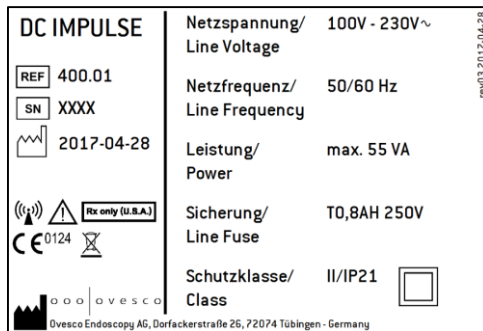 DC IMPULSE
REF 400.01
SN XXXX
2017-04-28
Rx only (U.S.A.)
CE0124
ooo|ovesco
Netzspannung/ 100V - 230V~
Line Voltage
Netzfrequenz/ 50/60 Hz
Line Frequency
Leistung/ max. 55 VA
Power
Sicherung/ T0,8AH 250V
Line Fuse
Schutzklasse/ II/IP21
Class
Ovesco Endoscopy AG, Dorfackerstraße 26, 72074 Tübingen - Germany
rev03 2017-04-28